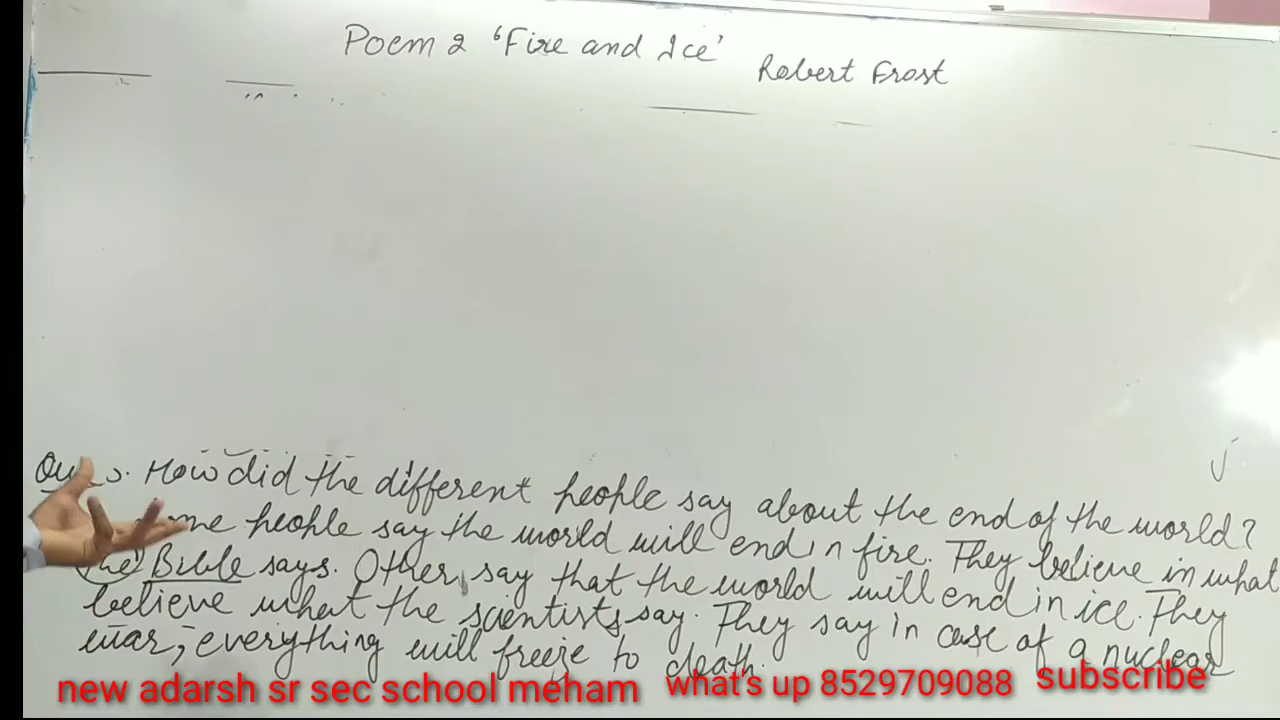 Poem 2 'Fire and Ice'
Robert Frost
How did the different people say about the end of the world?
people say the world will end in fire. They believe in what
the Bible says. Other say that the world will end in ice. They
believe what the scientists say. They say in case of a nuclear
war, everything will freeze to death.
new adarsh sr sec school meham what's up 8529709088 subscribe